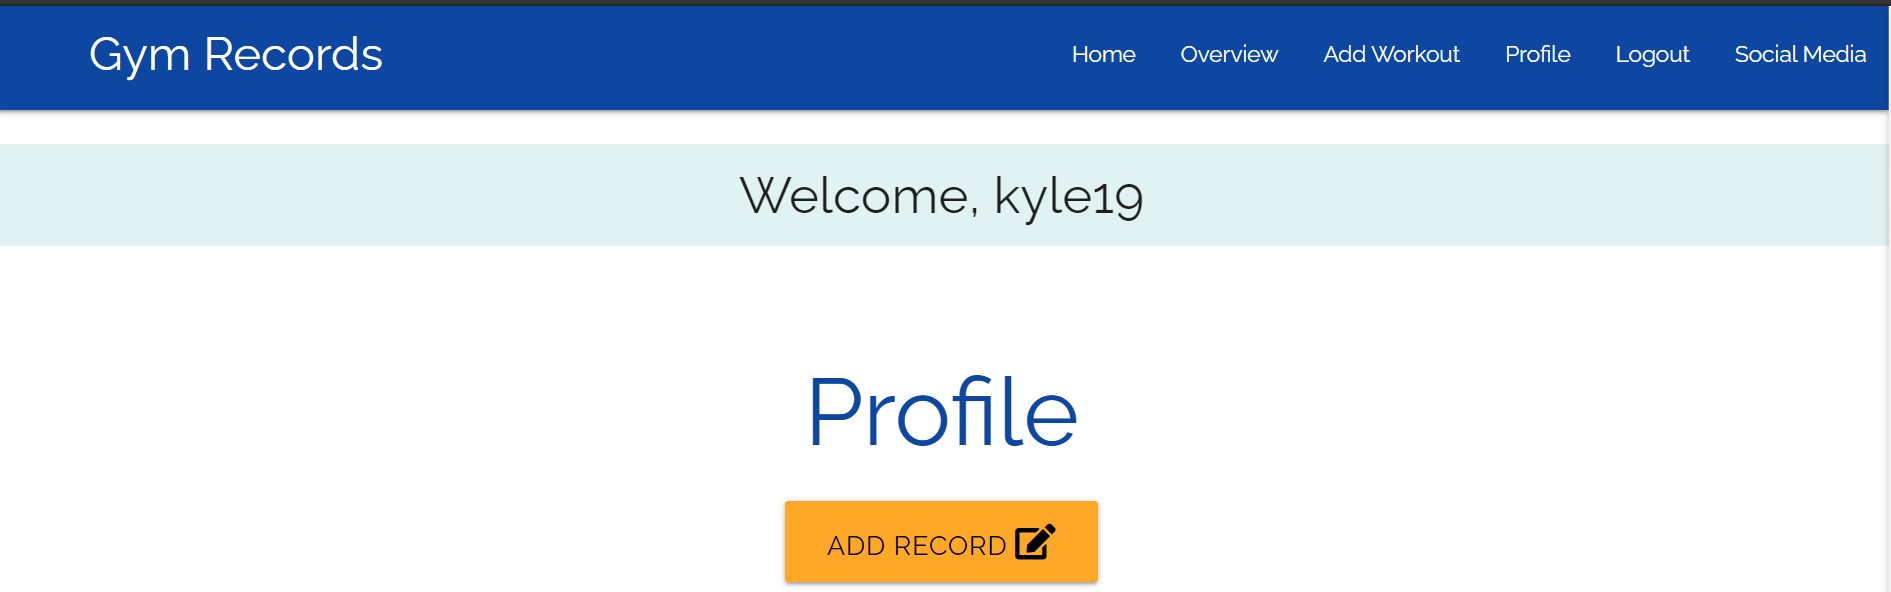 Gym Records
Home Overview Add Workout Profile Logout Social Media
Welcome, kyle19
Profile
ADD RECORD